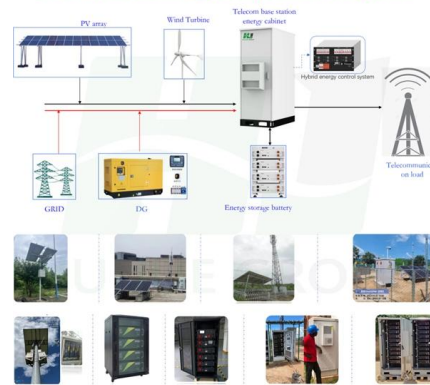 PV array
Wind Turbine
Telecom base station
energy cabinet
Hybrid energy control system
Telecommunicati
on load
GRID
DG
Energy storage battery